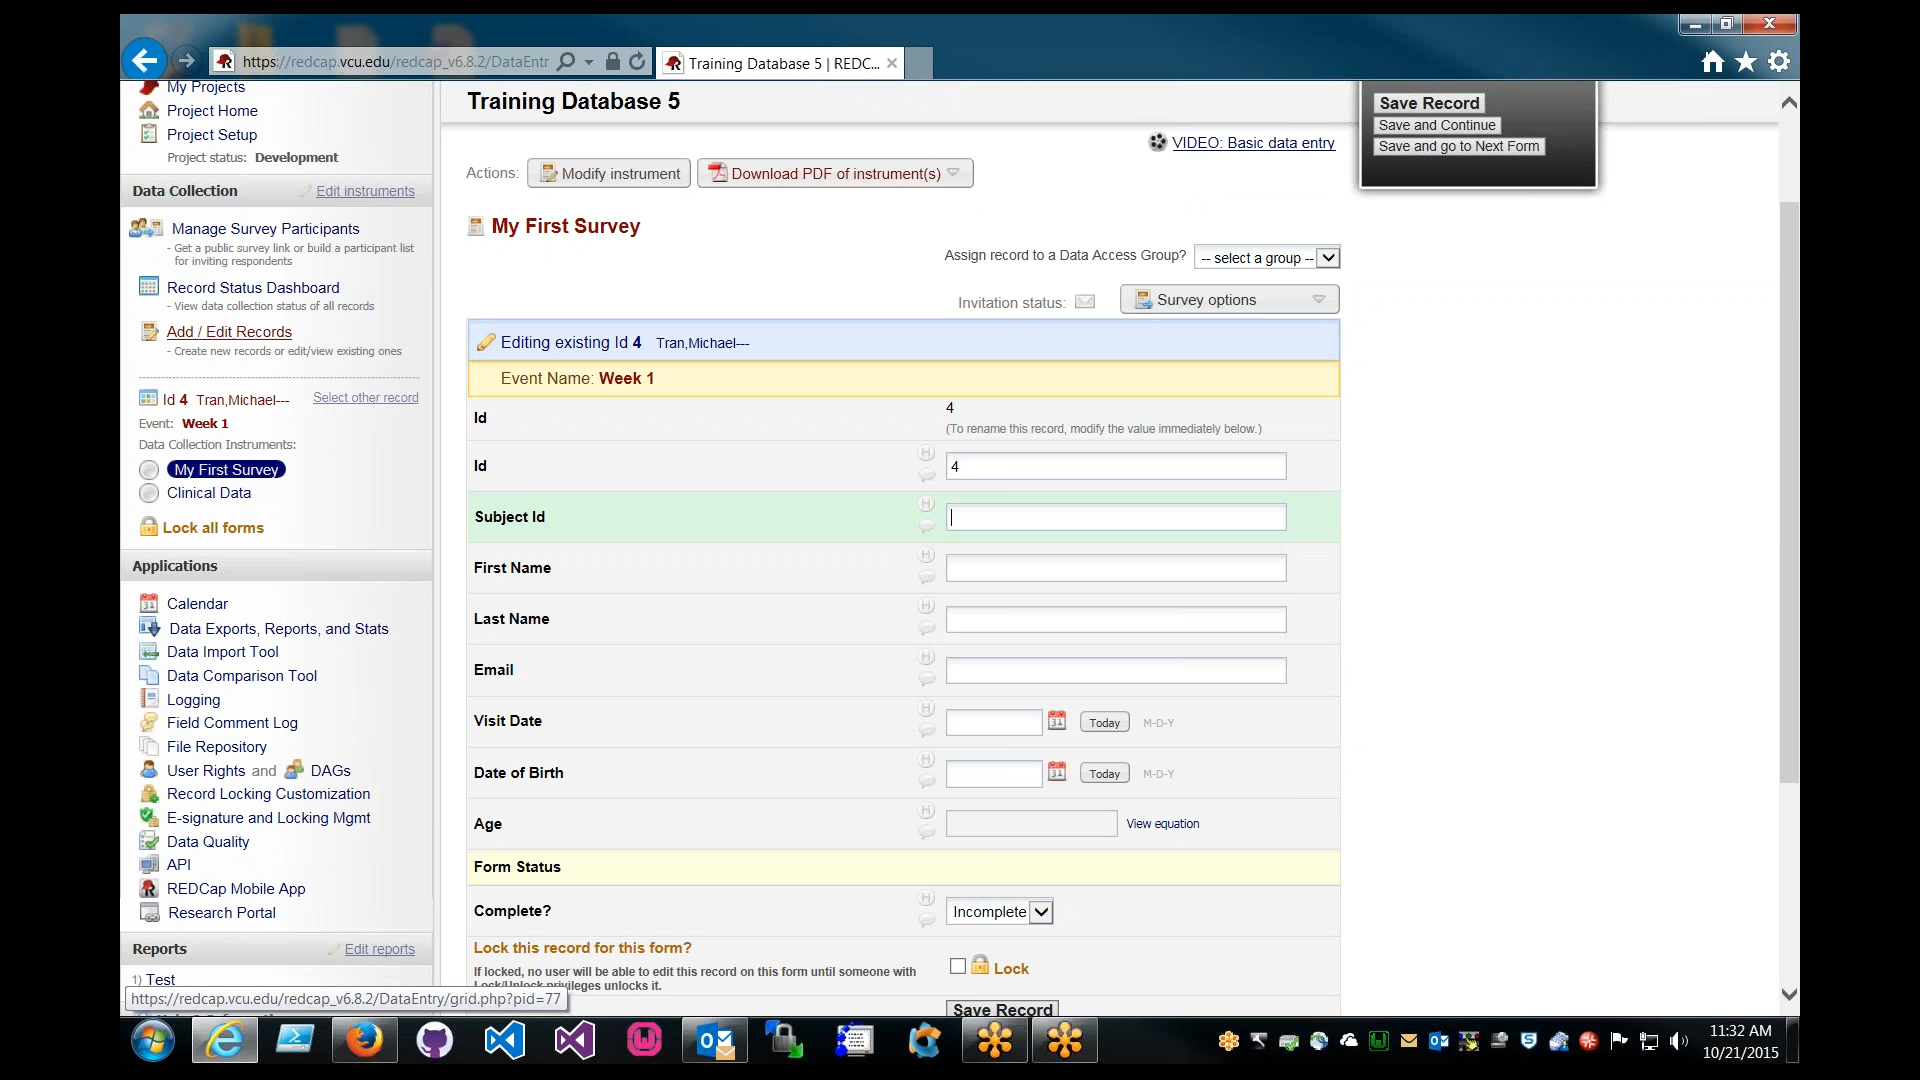 https://redcap.vcu.edu/redcap_v6.8.2/DataEntr
Training Database 5 | REDC...
My Projects
Project Home
Project Setup
Project status: Development
Data Collection
Edit instruments
Manage Survey Participants
- Get a public survey link or build a participant list
for inviting respondents
Record Status Dashboard
- View data collection status of all records
Add / Edit Records
- Create new records or edit/view existing ones
Id 4 Tran,Michael---
Select other record
Event: Week 1
Data Collection Instruments:
My First Survey
Clinical Data
Lock all forms
Applications
Calendar
Data Exports, Reports, and Stats
Data Import Tool
Data Comparison Tool
Logging
Field Comment Log
File Repository
User Rights and DAGs
Record Locking Customization
E-signature and Locking Mgmt
Data Quality
API
REDCap Mobile App
Research Portal
Reports
Edit reports
1) Test
https://redcap.vcu.edu/redcap_v6.8.2/DataEntry/grid.php?pid=77
Training Database 5
VIDEO: Basic data entry
Actions:
Modify instrument
Download PDF of instrument(s)
Save Record
Save and Continue
Save and go to Next Form
My First Survey
Assign record to a Data Access Group?
-- select a group --
Invitation status:
Survey options
Editing existing Id 4 Tran,Michael---
Event Name: Week 1
Id
4
(To rename this record, modify the value immediately below.)
Id
H
4
Subject Id
H
First Name
H
Last Name
H
Email
H
Visit Date
H
31
Today
M-D-Y
Date of Birth
H
31
Today
M-D-Y
Age
H
View equation
Form Status
Complete?
H
Incomplete
Lock this record for this form?
If locked, no user will be able to edit this record on this form until someone with
Lock/Unlock privileges unlocks it.
Lock
Save Record
11:32 AM
10/21/2015